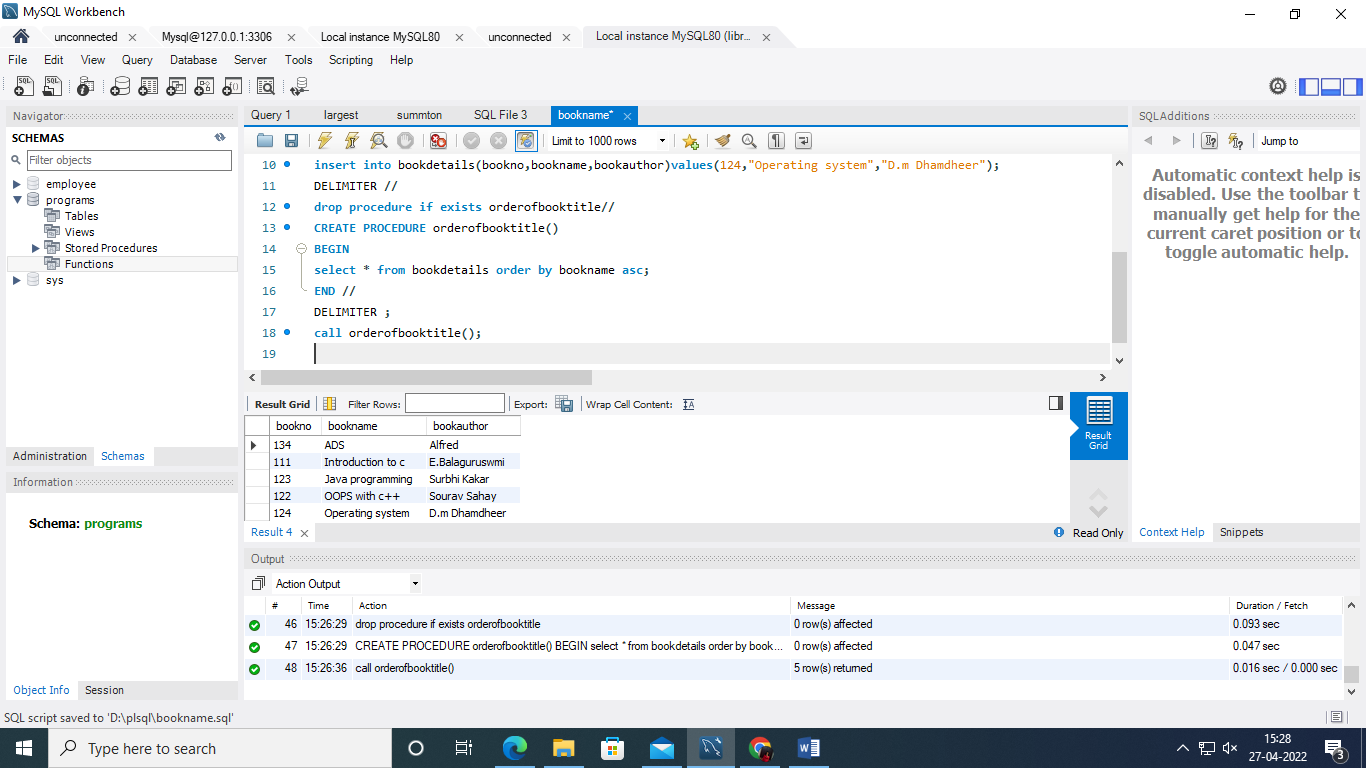 MySQL Workbench
unconnected
Mysql@127.0.0.1:3306
Local instance MySQL80
unconnected
Local instance MySQL80 (libr...
File Edit View Query Database Server Tools Scripting Help
Navigator
SCHEMAS
Filter objects
employee
programs
Tables
Views
Stored Procedures
Functions
sys
Administration Schemas
Information
Schema: programs
Object Info Session
Query 1 largest summton SQL File 3 bookname*
Limit to 1000 rows
10 insert into bookdetails(bookno,bookname,bookauthor)values(124,"Operating system","D.m Dhamdheer");
11 DELIMITER //
12 drop procedure if exists orderofbooktitle//
13 CREATE PROCEDURE orderofbooktitle()
14 BEGIN
15 select * from bookdetails order by bookname asc;
16 END //
17 DELIMITER ;
18 call orderofbooktitle();
19
Result Grid Filter Rows: Export: Wrap Cell Content:
bookno bookname bookauthor
134 ADS Alfred
111 Introduction to c E.Balaguruswmi
123 Java programming Surbhi Kakar
122 OOPS with c++ Sourav Sahay
124 Operating system D.m Dhamdheer
Result
Grid
Result 4
Read Only
SQLAdditions
Jump to
Automatic context help is
disabled. Use the toolbar t
manually get help for the
current caret position or to
toggle automatic help.
Context Help Snippets
Output
Action Output
# Time Action Message Duration / Fetch
46 15:26:29 drop procedure if exists orderofbooktitle 0 row(s) affected 0.093 sec
47 15:26:29 CREATE PROCEDURE orderofbooktitle() BEGIN select * from bookdetails order by book... 0 row(s) affected 0.047 sec
48 15:26:36 call orderofbooktitle() 5 row(s) returned 0.016 sec / 0.000 sec
SQL script saved to 'D:\plsql\bookname.sql'
Type here to search
15:28
27-04-2022
3